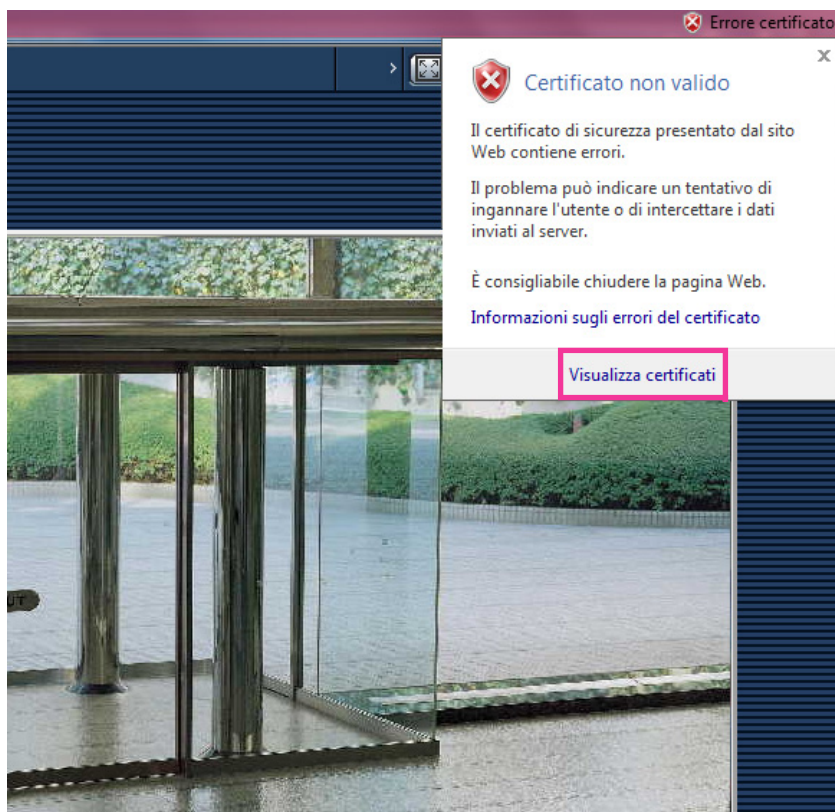 Errore certificato
Certificato non valido
Il certificato di sicurezza presentato dal sito
Web contiene errori.
Il problema può indicare un tentativo di
ingannare l'utente o di intercettare i dati
inviati al server.
È consigliabile chiudere la pagina Web.
Informazioni sugli errori del certificato
Visualizza certificati
UT